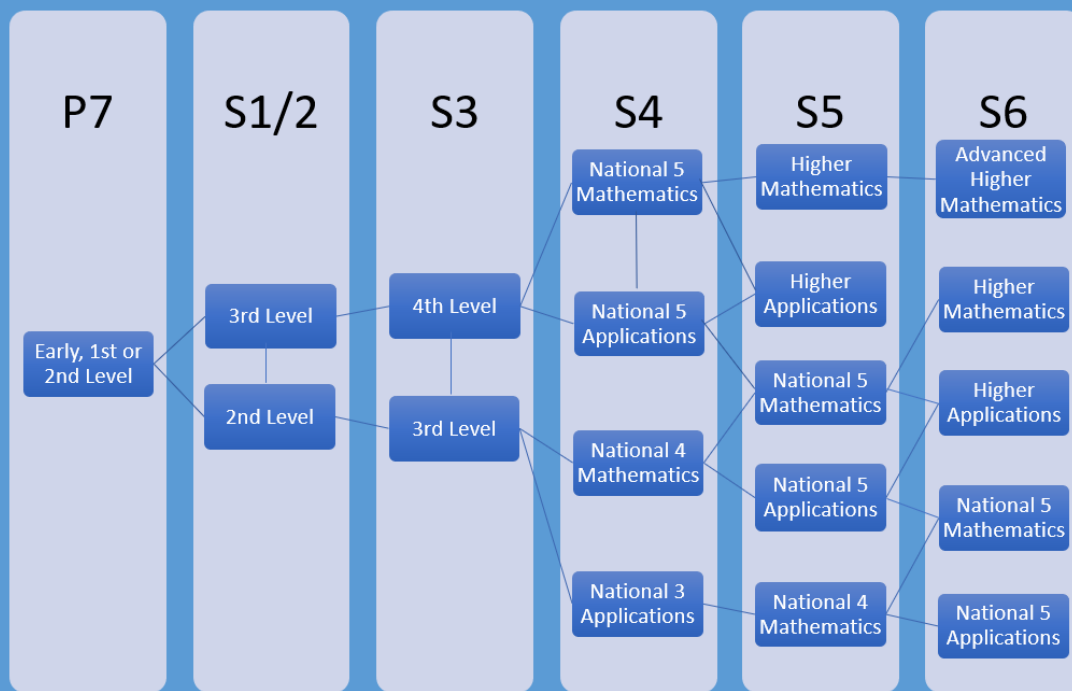 P7
Early, 1st or
2nd Level
S1/2
3rd Level
2nd Level
S3
4th Level
3rd Level
S4
National 5
Mathematics
National 5
Applications
National 4
Mathematics
National 3
Applications
S5
Higher
Mathematics
Higher
Applications
National 5
Mathematics
National 5
Applications
National 4
Mathematics
S6
Advanced
Higher
Mathematics
Higher
Mathematics
Higher
Applications
National 5
Mathematics
National 5
Applications